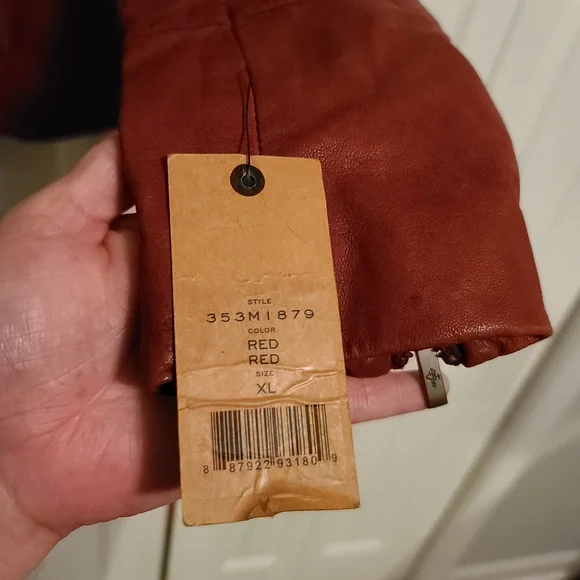 STYLE
353M1879
COLOR
RED
RED
SIZE
XL
8 87922 93180 9